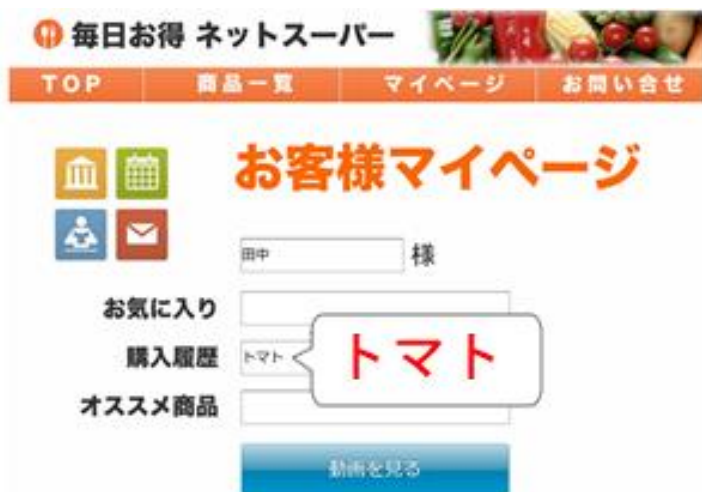 毎日お得 ネットスーパー
TOP 商品一覧 マイページ お問い合せ
お客様マイページ
田中 様
お気に入り
購入履歴 トマト トマト
オススメ商品
動画を見る